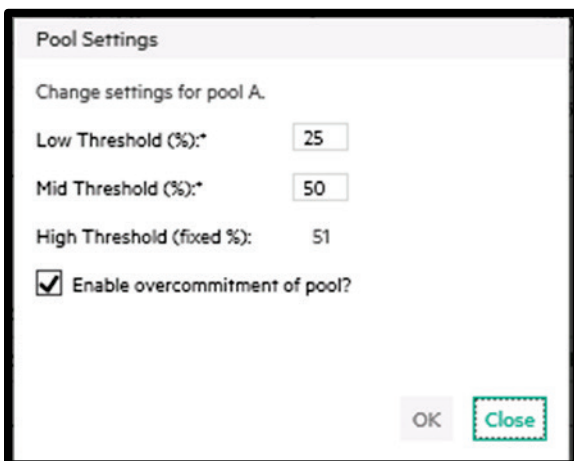 Pool Settings
Change settings for pool A.
Low Threshold (%):* 25
Mid Threshold (%):* 50
High Threshold (fixed %): 51
Enable overcommitment of pool?
OK Close